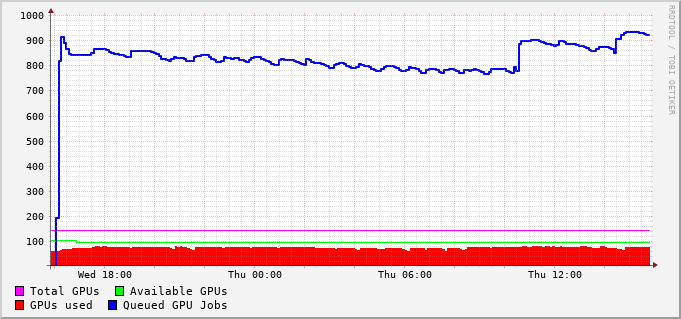 1000
900
800
700
600
500
400
300
200
100
Wed 18:00 Thu 00:00 Thu 06:00 Thu 12:00
Total GPUs Available GPUs
GPUs used Queued GPU Jobs
RRDTOOL / TOBI OETIKER